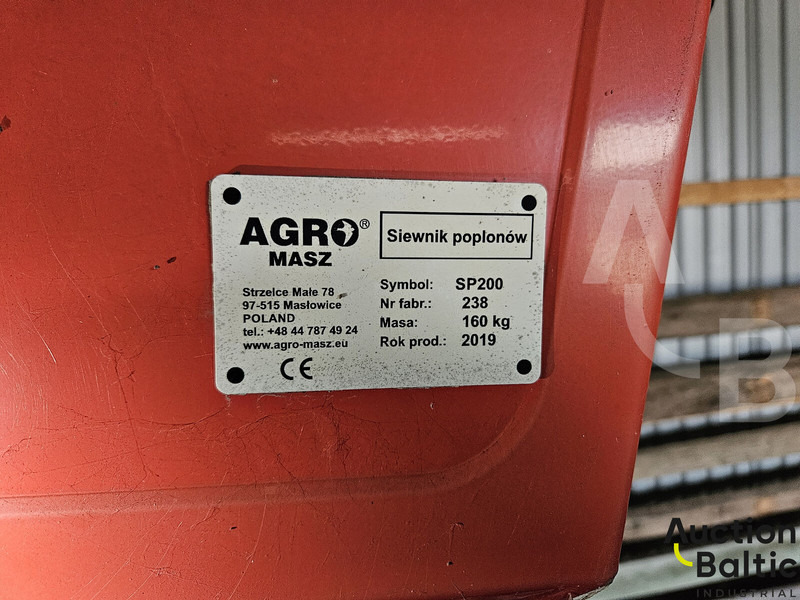 AGRO®
MASZ
Siewnik poplonów
Strzelce Małe 78
97-515 Masłowice
POLAND
tel.: +48 44 787 49 24
www.agro-masz.eu
CE
Symbol: SP200
Nr fabr.: 238
Masa: 160 kg
Rok prod.: 2019
A
B
Auction
Baltic
INDUSTRIAL